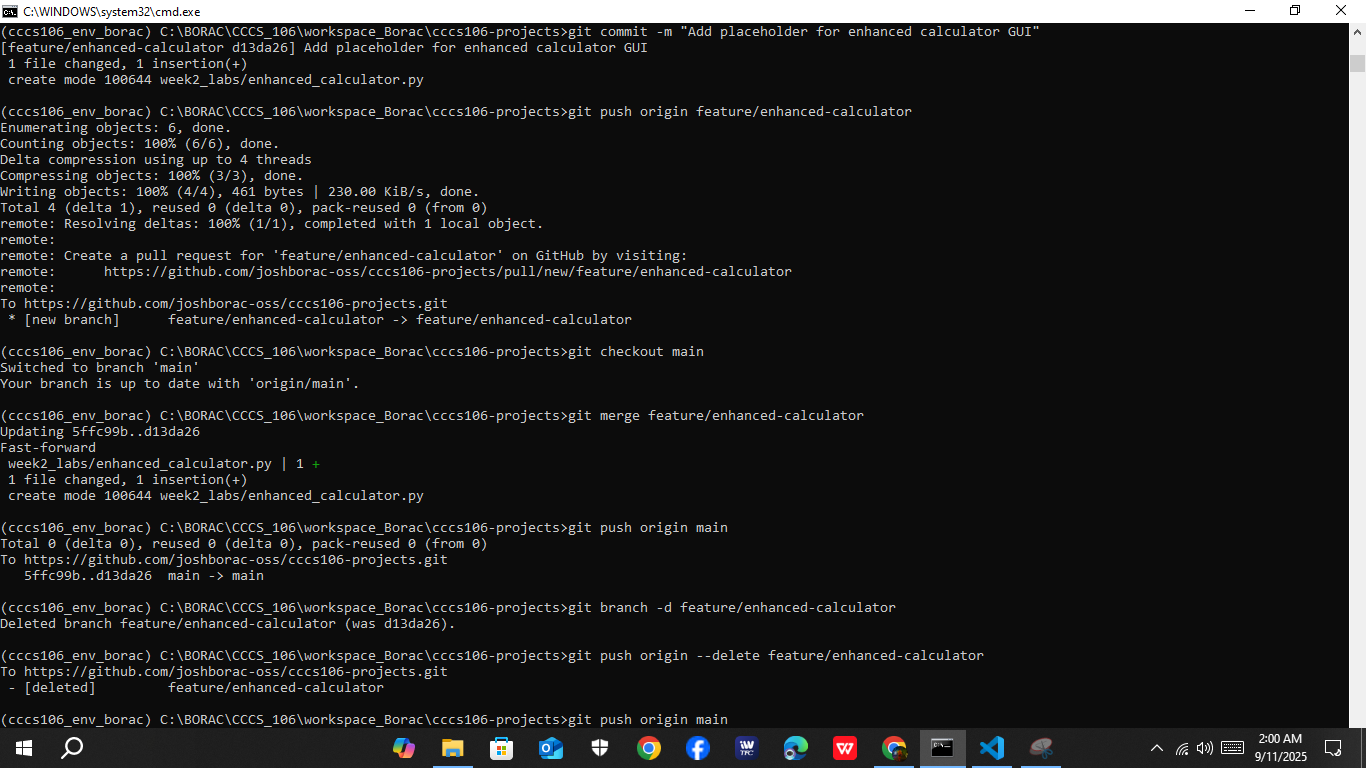 C:\WINDOWS\system32\cmd.exe
(cccs106_env_borac) C:\BORAC\CCCS_106\workspace_Borac\cccs106-projects>git commit -m "Add placeholder for enhanced calculator GUI"
[feature/enhanced-calculator d13da26] Add placeholder for enhanced calculator GUI
 1 file changed, 1 insertion(+)
 create mode 100644 week2_labs/enhanced_calculator.py
(cccs106_env_borac) C:\BORAC\CCCS_106\workspace_Borac\cccs106-projects>git push origin feature/enhanced-calculator
Enumerating objects: 6, done.
Counting objects: 100% (6/6), done.
Delta compression using up to 4 threads
Compressing objects: 100% (3/3), done.
Writing objects: 100% (4/4), 461 bytes | 230.00 KiB/s, done.
Total 4 (delta 1), reused 0 (delta 0), pack-reused 0 (from 0)
remote: Resolving deltas: 100% (1/1), completed with 1 local object.
remote:
remote: Create a pull request for 'feature/enhanced-calculator' on GitHub by visiting:
remote:      https://github.com/joshborac-oss/cccs106-projects/pull/new/feature/enhanced-calculator
remote:
To https://github.com/joshborac-oss/cccs106-projects.git
 * [new branch]      feature/enhanced-calculator -> feature/enhanced-calculator
(cccs106_env_borac) C:\BORAC\CCCS_106\workspace_Borac\cccs106-projects>git checkout main
Switched to branch 'main'
Your branch is up to date with 'origin/main'.
(cccs106_env_borac) C:\BORAC\CCCS_106\workspace_Borac\cccs106-projects>git merge feature/enhanced-calculator
Updating 5ffc99b..d13da26
Fast-forward
 week2_labs/enhanced_calculator.py | 1 +
 1 file changed, 1 insertion(+)
 create mode 100644 week2_labs/enhanced_calculator.py
(cccs106_env_borac) C:\BORAC\CCCS_106\workspace_Borac\cccs106-projects>git push origin main
Total 0 (delta 0), reused 0 (delta 0), pack-reused 0 (from 0)
To https://github.com/joshborac-oss/cccs106-projects.git
   5ffc99b..d13da26  main -> main
(cccs106_env_borac) C:\BORAC\CCCS_106\workspace_Borac\cccs106-projects>git branch -d feature/enhanced-calculator
Deleted branch feature/enhanced-calculator (was d13da26).
(cccs106_env_borac) C:\BORAC\CCCS_106\workspace_Borac\cccs106-projects>git push origin --delete feature/enhanced-calculator
To https://github.com/joshborac-oss/cccs106-projects.git
 - [deleted]         feature/enhanced-calculator
(cccs106_env_borac) C:\BORAC\CCCS_106\workspace_Borac\cccs106-projects>git push origin main
2:00 AM
9/11/2025